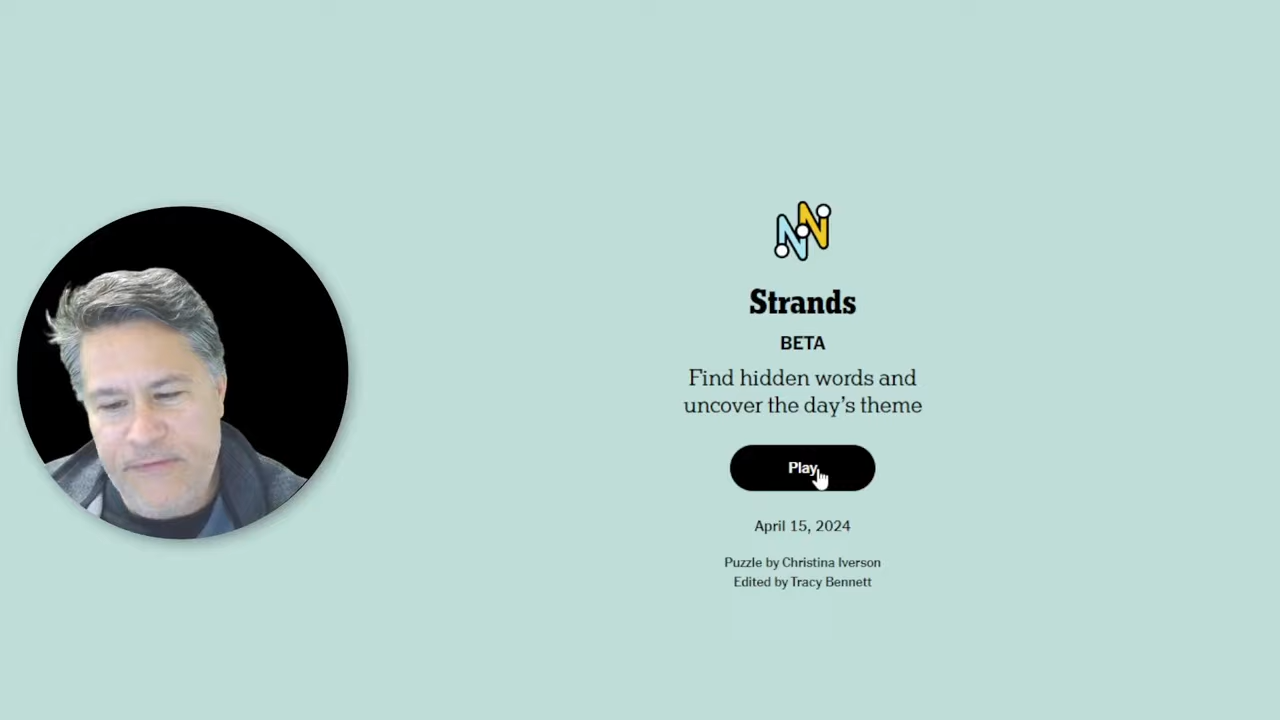 Strands
BETA
Find hidden words and
uncover the day's theme
Play
April 15, 2024
Puzzle by Christina Iverson
Edited by Tracy Bennett